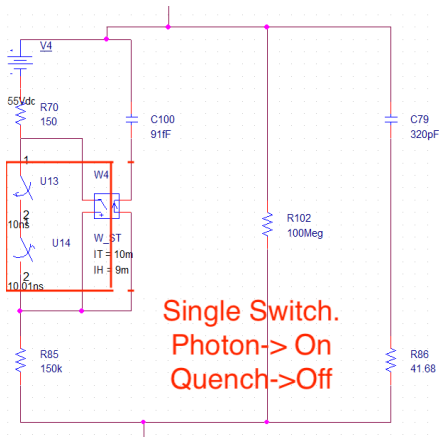 V4
55Vdc
R70
150
C100
91fF
C79
320pF
1
U13
W4
2
10ns
U14
W_ST
IT = 10m
IH = 9m
2
10.01ns
R102
100Meg
Single Switch.
Photon-> On
Quench->Off
R85
150k
R86
41.68